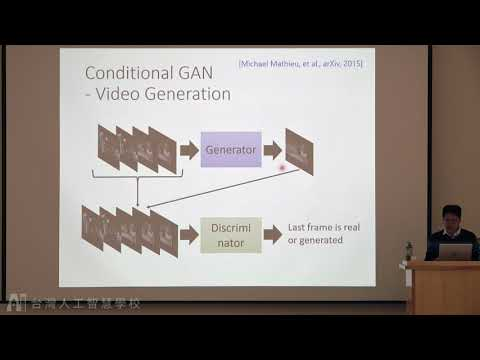 [Michael Mathieu, et al., arXiv, 2015]
Conditional GAN
- Video Generation
Generator
Discrimi
nator
Last frame is real
or generated
Ai 台灣人工智慧學校